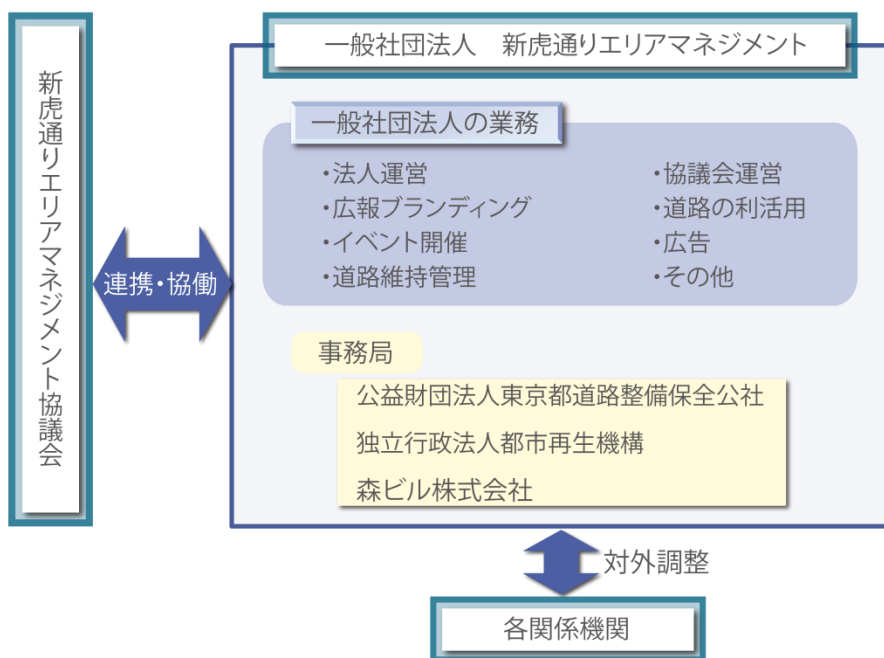 新虎通りエリアマネジメント協議会
連携・協働
一般社団法人　新虎通りエリアマネジメント
一般社団法人の業務
・法人運営
・広報ブランディング
・イベント開催
・道路維持管理
・協議会運営
・道路の利活用
・広告
・その他
事務局
公益財団法人東京都道路整備保全公社
独立行政法人都市再生機構
森ビル株式会社
対外調整
各関係機関